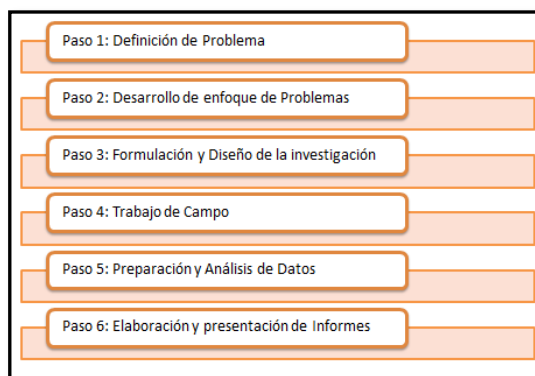 Paso 1: Definición de Problema
Paso 2: Desarrollo de enfoque de Problemas
Paso 3: Formulación y Diseño de la investigación
Paso 4: Trabajo de Campo
Paso 5: Preparación y Análisis de Datos
Paso 6: Elaboración y presentación de Informes